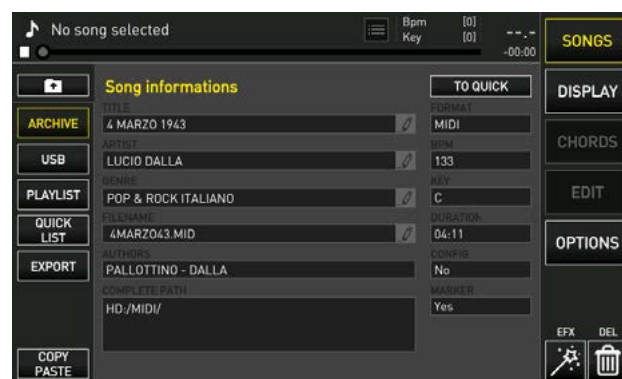 No song selected
Bpm [0]
Key [0]
--.-
-00:00
SONGS
Song informations
TO QUICK
DISPLAY
ARCHIVE
TITLE
4 MARZO 1943
FORMAT
MIDI
CHORDS
USB
ARTIST
LUCIO DALLA
BPM
133
PLAYLIST
GENRE
POP & ROCK ITALIANO
KEY
C
EDIT
QUICK
LIST
FILENAME
4MARZO43.MID
DURATION
04:11
OPTIONS
EXPORT
AUTHORS
PALLOTTINO - DALLA
CONFIG
No
COMPLETE PATH
HD:/MIDI/
MARKER
Yes
EFX DEL
COPY
PASTE